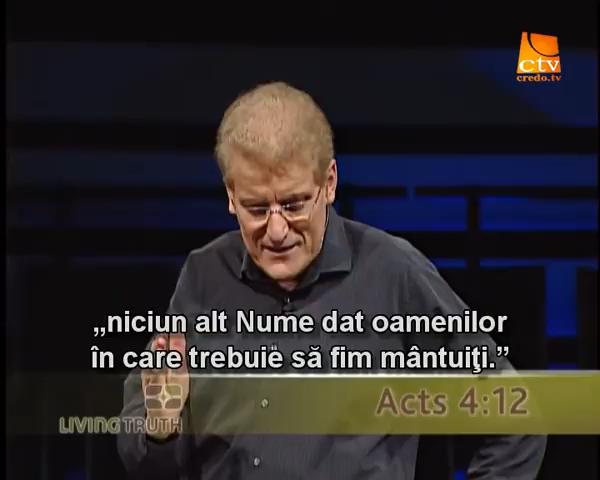 ctv
credo.tv
„niciun alt Nume dat oamenilor
în care trebuie să fim mântuiţi.”
Acts 4:12
LIVING TRUTH